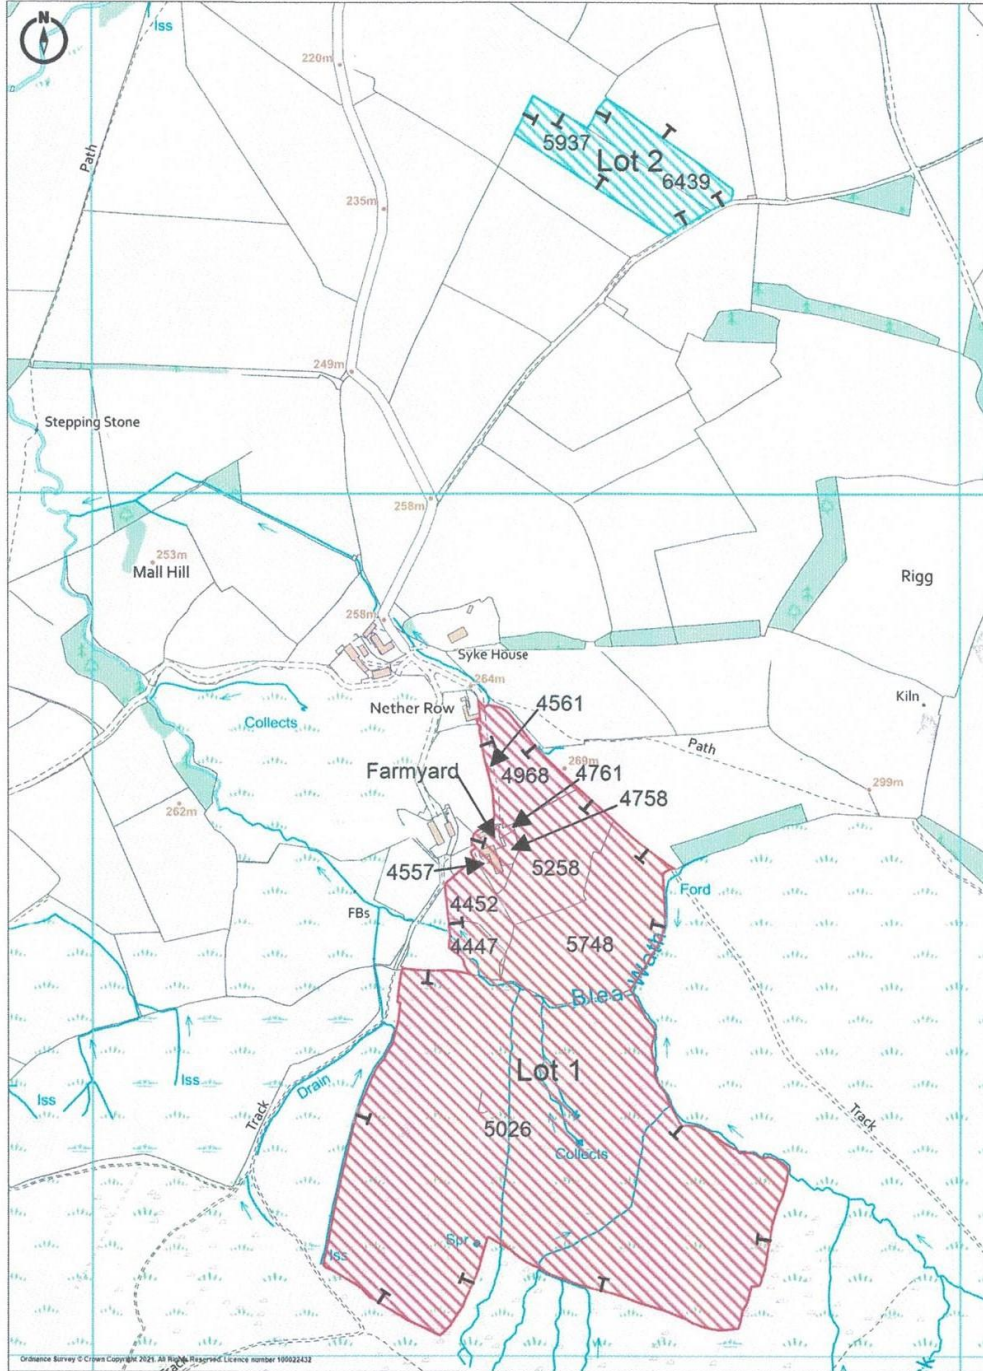 N
Iss
220m
Path
5937
Lot 2
6439
235m
249m
Stepping Stone
258m
253m
Mall Hill
Rigg
258m
Syke House
264m
Kiln
Nether Row
4561
Collects
Path
269m
Farmyard
4968
4761
299m
4758
262m
4557
5258
Ford
4452
FBs
4447
5748
Blea Wath
Lot 1
Iss
Drain
Iss
Track
Track
5026
Collects
Spr
Iss
Ordnance Survey © Crown Copyright 2021. All Rights Reserved. Licence number 100022432
Track